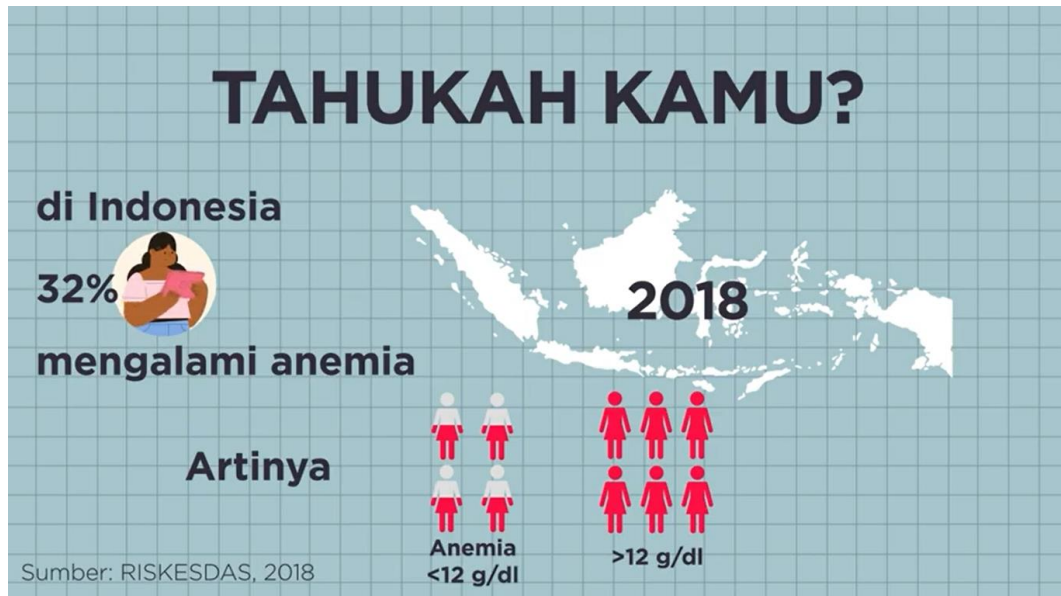 TAHUKAH KAMU?
di Indonesia
32%
mengalami anemia
2018
Artinya
Anemia
<12 g/dl
>12 g/dl
Sumber: RISKESDAS, 2018